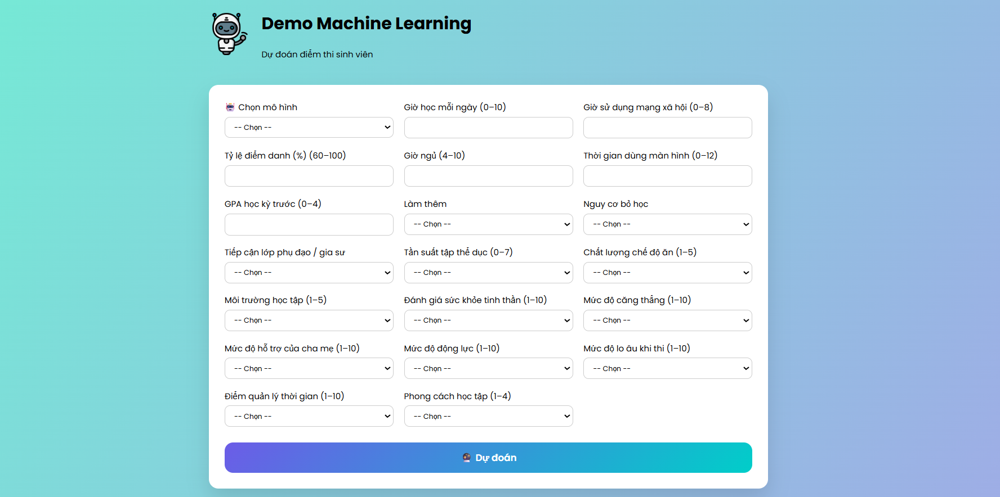 Demo Machine Learning
Dự đoán điểm thi sinh viên
Chọn mô hình
Giờ học mỗi ngày (0–10)
Giờ sử dụng mạng xã hội (0–8)
-- Chọn --
Tỷ lệ điểm danh (%) (60–100)
Giờ ngủ (4–10)
Thời gian dùng màn hình (0–12)
GPA học kỳ trước (0–4)
Làm thêm
Nguy cơ bỏ học
-- Chọn --
-- Chọn --
Tiếp cận lớp phụ đạo / gia sư
Tần suất tập thể dục (0–7)
Chất lượng chế độ ăn (1–5)
-- Chọn --
-- Chọn --
-- Chọn --
Môi trường học tập (1–5)
Đánh giá sức khỏe tinh thần (1–10)
Mức độ căng thẳng (1–10)
-- Chọn --
-- Chọn --
-- Chọn --
Mức độ hỗ trợ của cha mẹ (1–10)
Mức độ động lực (1–10)
Mức độ lo âu khi thi (1–10)
-- Chọn --
-- Chọn --
-- Chọn --
Điểm quản lý thời gian (1–10)
Phong cách học tập (1–4)
-- Chọn --
-- Chọn --
Dự đoán